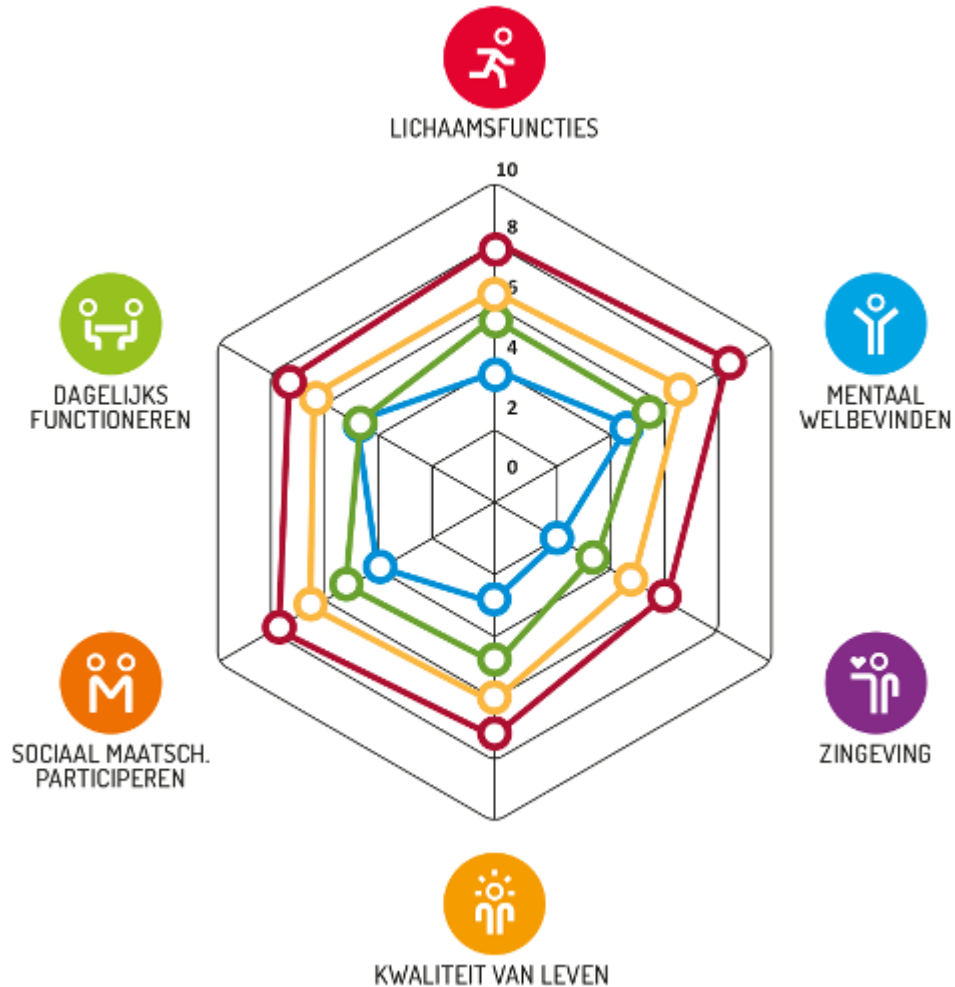 LICHAAMSFUNCTIES
10
8
6
4
2
0
DAGELIJKS
FUNCTIONEREN
MENTAAL
WELBEVINDEN
SOCIAAL MAATSCH.
PARTICIPEREN
ZINGEVING
KWALITEIT VAN LEVEN